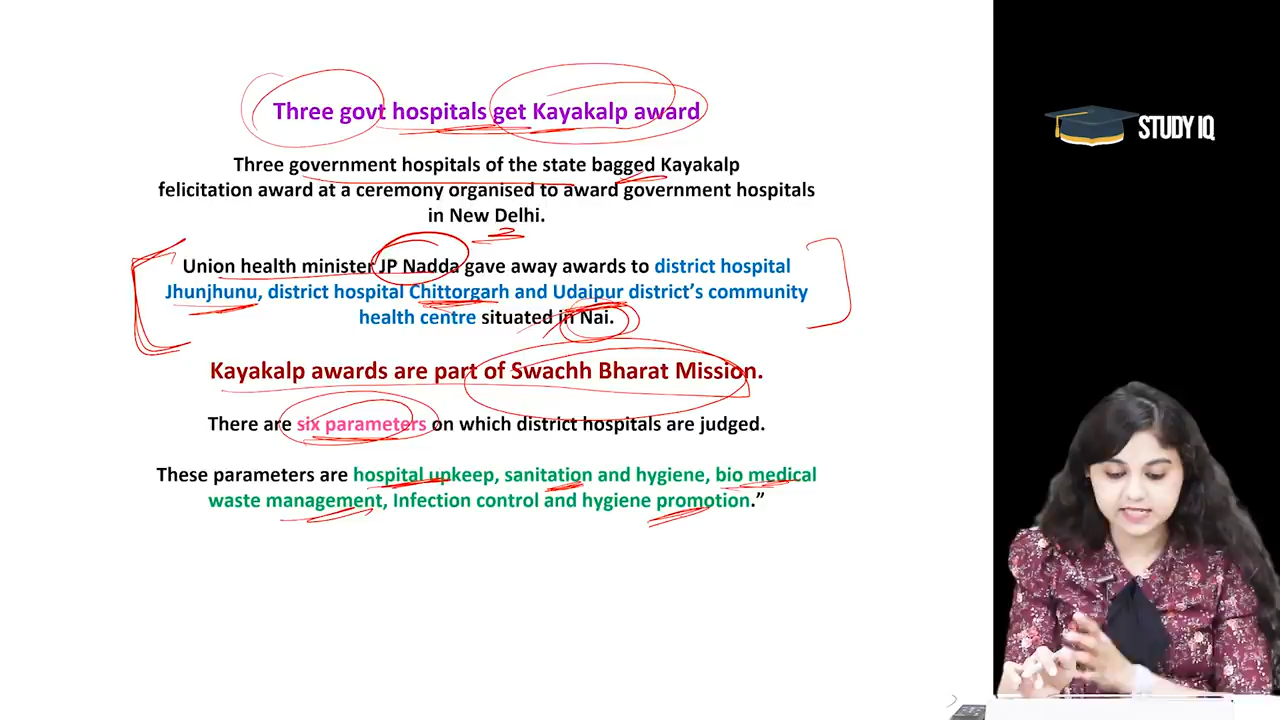 Three govt hospitals get Kayakalp award
Three government hospitals of the state bagged Kayakalp
felicitation award at a ceremony organised to award government hospitals
in New Delhi.
Union health minister JP Nadda gave away awards to district hospital
Jhunjhunu, district hospital Chittorgarh and Udaipur district’s community
health centre situated in Nai.
Kayakalp awards are part of Swachh Bharat Mission.
There are six parameters on which district hospitals are judged.
These parameters are hospital upkeep, sanitation and hygiene, bio medical
waste management, Infection control and hygiene promotion.”
STUDY IQ